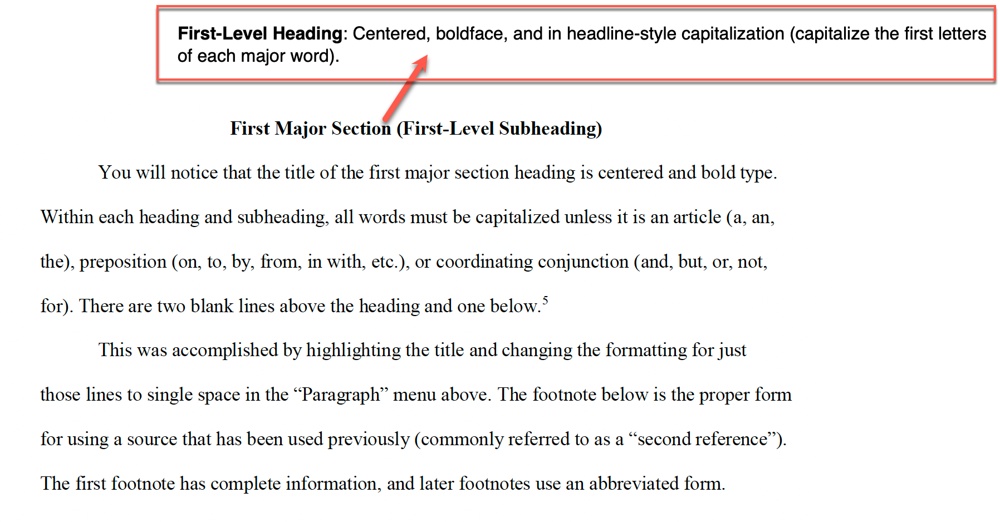 First-Level Heading: Centered, boldface, and in headline-style capitalization (capitalize the first letters
of each major word).
First Major Section (First-Level Subheading)
You will notice that the title of the first major section heading is centered and bold type.
Within each heading and subheading, all words must be capitalized unless it is an article (a, an,
the), preposition (on, to, by, from, in with, etc.), or coordinating conjunction (and, but, or, not,
for). There are two blank lines above the heading and one below.⁵
This was accomplished by highlighting the title and changing the formatting for just
those lines to single space in the “Paragraph” menu above. The footnote below is the proper form
for using a source that has been used previously (commonly referred to as a “second reference”).
The first footnote has complete information, and later footnotes use an abbreviated form.